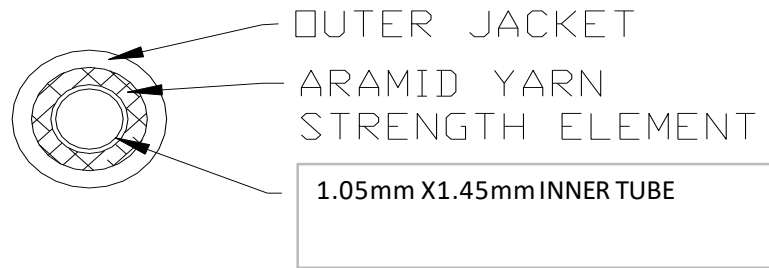 OUTER JACKET
ARAMID YARN
STRENGTH ELEMENT
1.05mm X1.45mm INNER TUBE